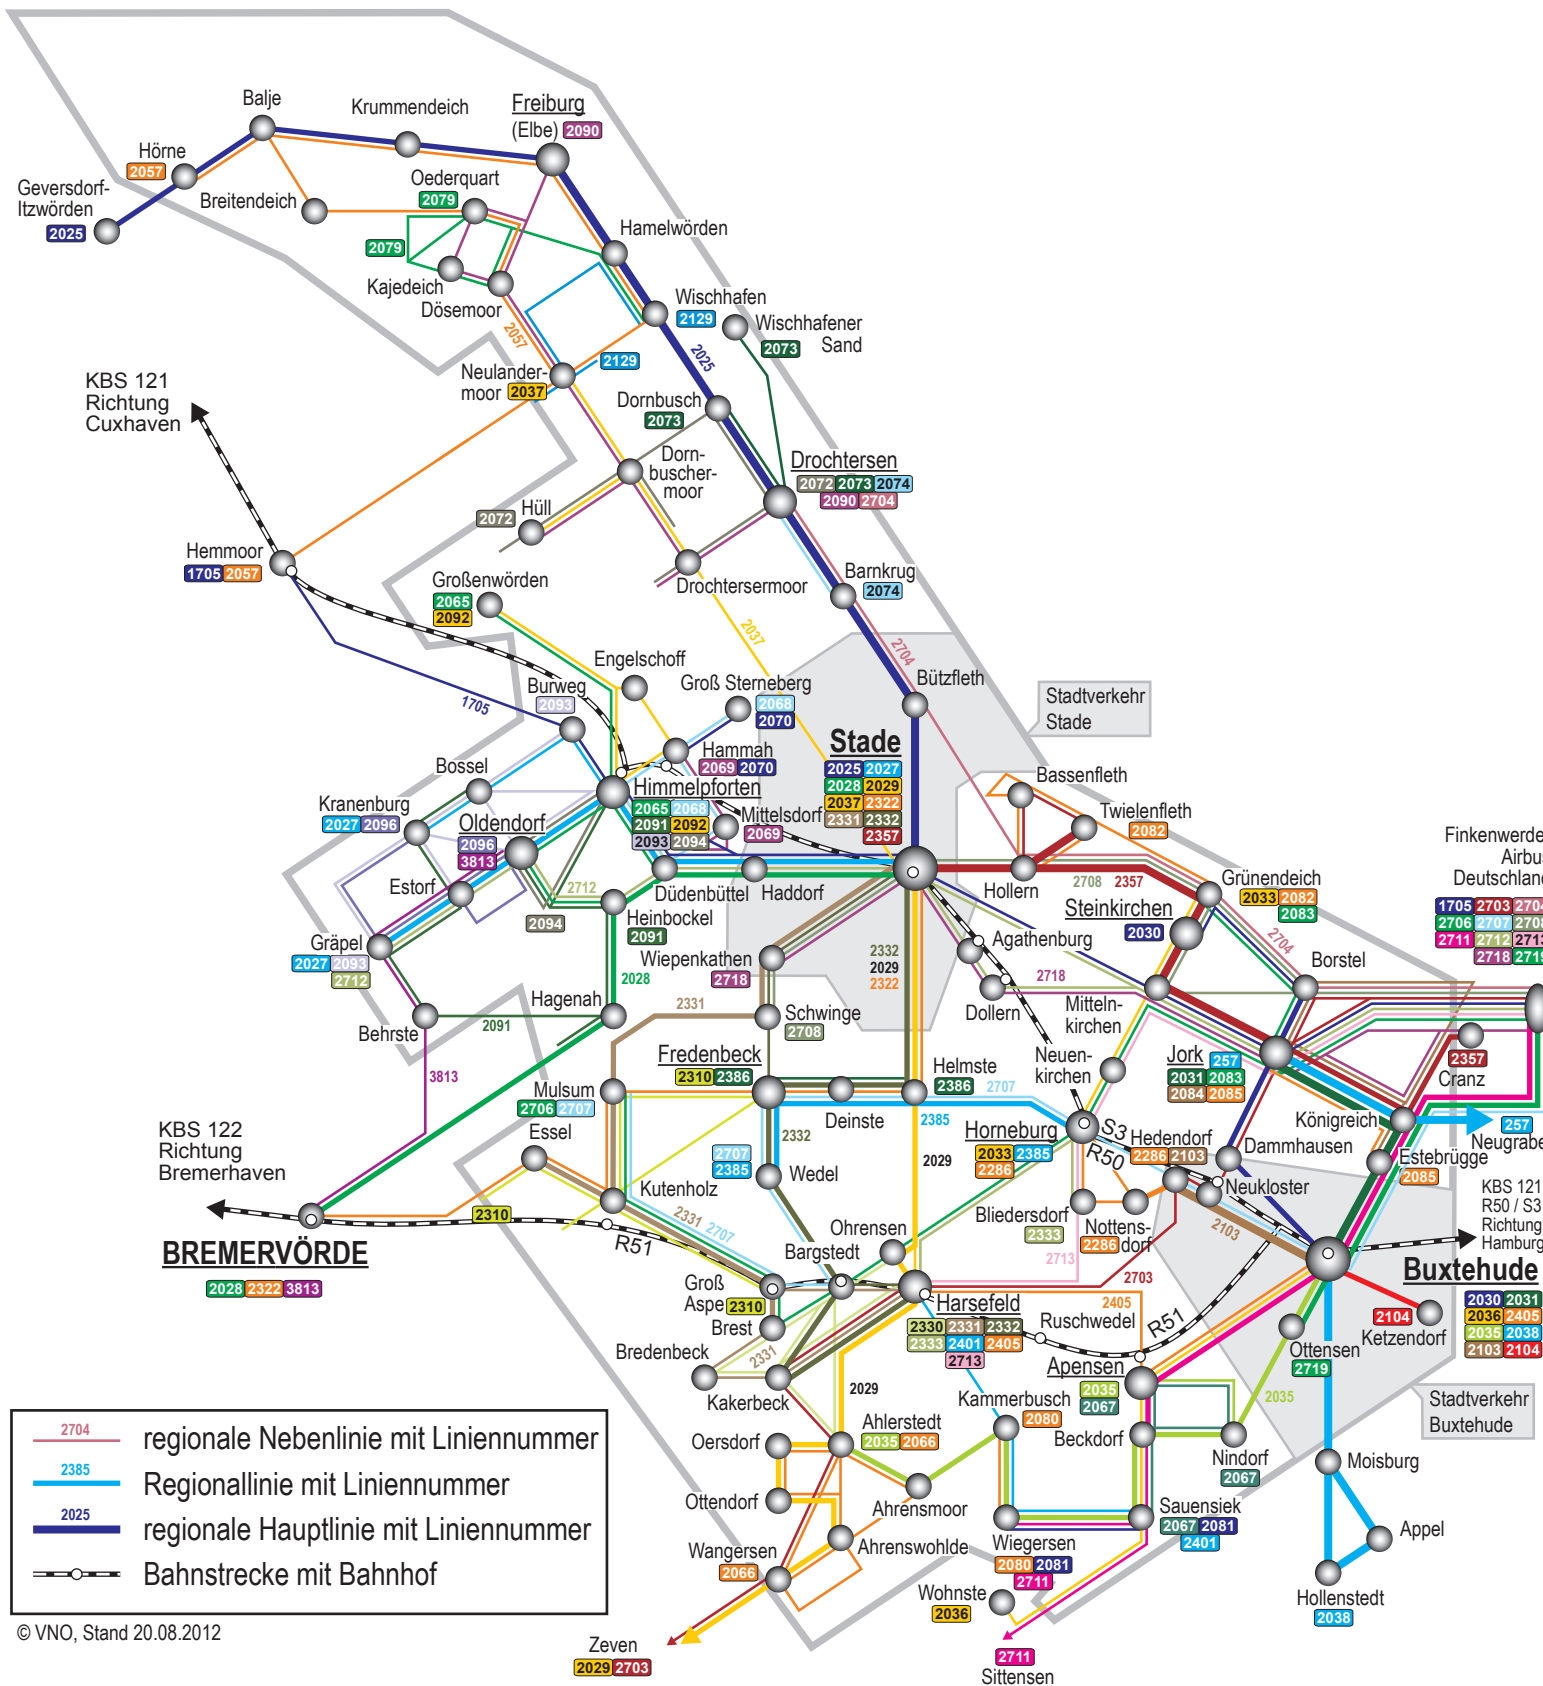 Balje
Krummendeich
Freiburg
(Elbe) 2090
Hörne
2057
Geversdorf-
Itzwörden
2025
Breitendeich
Oederquart
2079
2079
Kajedeich
Dösemoor
Hamelwörden
Wischhafen
2129
Wischhafener
Sand
2073
2057
2025
2129
Neulander-
moor 2037
KBS 121
Richtung
Cuxhaven
Dornbusch
2073
Dorn-
buscher-
moor
Drochtersen
2072 2073 2074
2090 2704
Hüll
2072
Hemmoor
1705 2057
Drochtersermoor
Barnkrug
2074
Großenwörden
2065
2092
2037
2704
Engelschoff
Groß Sterneberg
2068
2070
Bützfleth
Stadtverkehr
Stade
Burweg
2093
1705
Stade
2025 2027
2028 2029
2037 2322
2331 2332
2357
Hammah
2069 2070
Bossel
Himmelpforten
2065 2068
2091 2092
2093 2094
Mittelsdorf
2069
Bassenfleth
Twielenfleth
2082
Kranenburg
2027 2096
Oldendorf
2096
3813
Finkenwerde
Airbu
Deutschland
1705 2703 2704
2706 2707 270
2711 2712 2713
2718 2719
Estorf
2712
Düdenbüttel
Haddorf
Hollern
2708
2357
Grünendeich
2033 2082
2083
Heinbockel
2091
2094
Steinkirchen
2030
Gräpel
2027 2093
2712
Wiepenkathen
2718
2332
2029
2322
Agathenburg
2704
Borstel
2028
2718
Hagenah
2331
Dollern
Mitteln-
kirchen
Schwinge
2708
Behrste
2091
Neuen-
kirchen
Jork 257
2031 2083
2084 2085
2357
Cranz
Fredenbeck
2310 2386
Helmste
2386
2707
3813
Mulsum
2706 2707
Deinste
2385
Königreich
257
Neugrabe
KBS 122
Richtung
Bremerhaven
Essel
2332
Horneburg
2033 2385
2286
S3
R50
Hedendorf
2286 2103
Dammhausen
Estebrügge
2085
2707
2385
Wedel
2029
Neukloster
KBS 121
R50 / S3
Richtung
Hamburg
Kutenholz
2310
2331
2707
Bliedersdorf
2333
Nottens-
2286 dorf
2103
R51
Ohrensen
Bargstedt
2713
2703
BREMERVÖRDE
2028 2322 3813
Buxtehude
2030 2031
2036 2405
2035 2038
2103 2104
Groß
Aspe 2310
Harsefeld
2330 2331 2332
2333 2401 2405
2713
2405
Ruschwedel
R51
2104
Ketzendorf
Brest
Bredenbeck
2331
Ottensen
2719
Apensen
2035
2067
2035
Kakerbeck
2029
Kammerbusch
2080
Stadtverkehr
Buxtehude
Oersdorf
Ahlerstedt
2035 2066
Beckdorf
Nindorf
2067
Moisburg
Ottendorf
Ahrensmoor
Sauensiek
2067 2081
2401
Appel
Wangersen
2066
Ahrenswohlde
Wiegersen
2080 2081
2711
Wohnste
2036
Hollenstedt
2038
Zeven
2029 2703
2711
Sittensen
2704
regionale Nebenlinie mit Liniennummer
2385
Regionallinie mit Liniennummer
2025
regionale Hauptlinie mit Liniennummer
Bahnstrecke mit Bahnhof
© VNO, Stand 20.08.2012